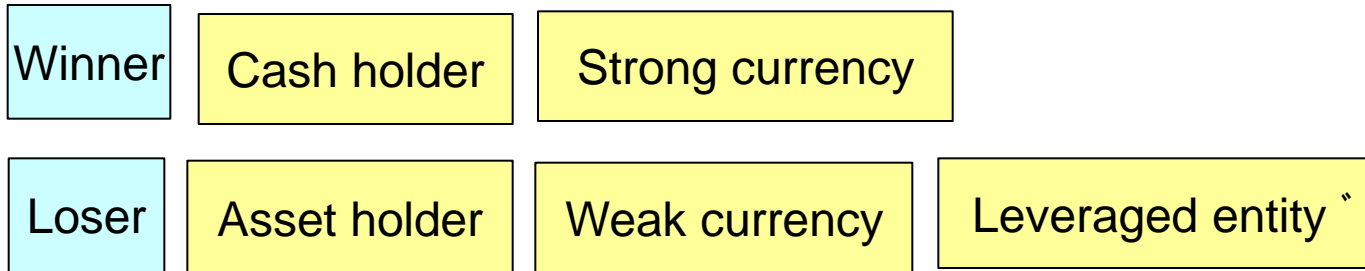 Winner Cash holder Strong currency
Loser Asset holder Weak currency Leveraged entity〝